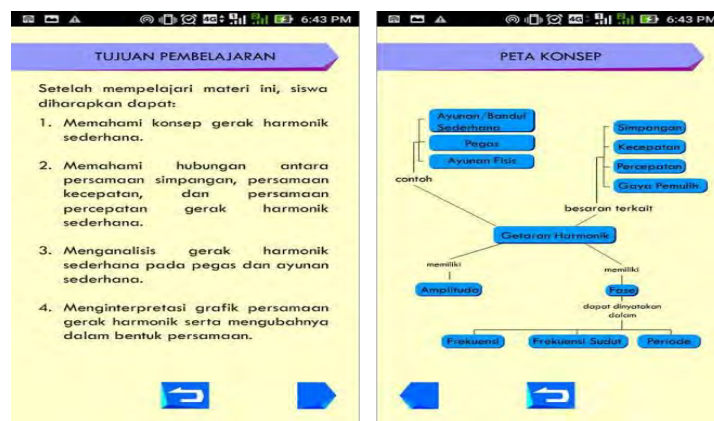 4G 6:43 PM
TUJUAN PEMBELAJARAN
Setelah mempelajari materi ini, siswa
diharapkan dapat:
1. Memahami konsep gerak harmonik
sederhana.
2. Memahami hubungan antara
persamaan simpangan, persamaan
kecepatan, dan persamaan
percepatan gerak harmonik
sederhana.
3. Menganalisis gerak harmonik
sederhana pada pegas dan ayunan
sederhana.
4. Menginterpretasi grafik persamaan
gerak harmonik serta mengubahnya
dalam bentuk persamaan.
4G 6:43 PM
PETA KONSEP
Ayunan/Bandul
Sederhana
Pegas
Ayunan Fisis
contoh
Simpangan
Kecepatan
Percepatan
Gaya Pemulih
besaran terkait
Getaran Harmonik
memiliki
Amplitudo
memiliki
Fase
dapat dinyatakan
dalam
Frekuensi
Frekuensi Sudut
Periode